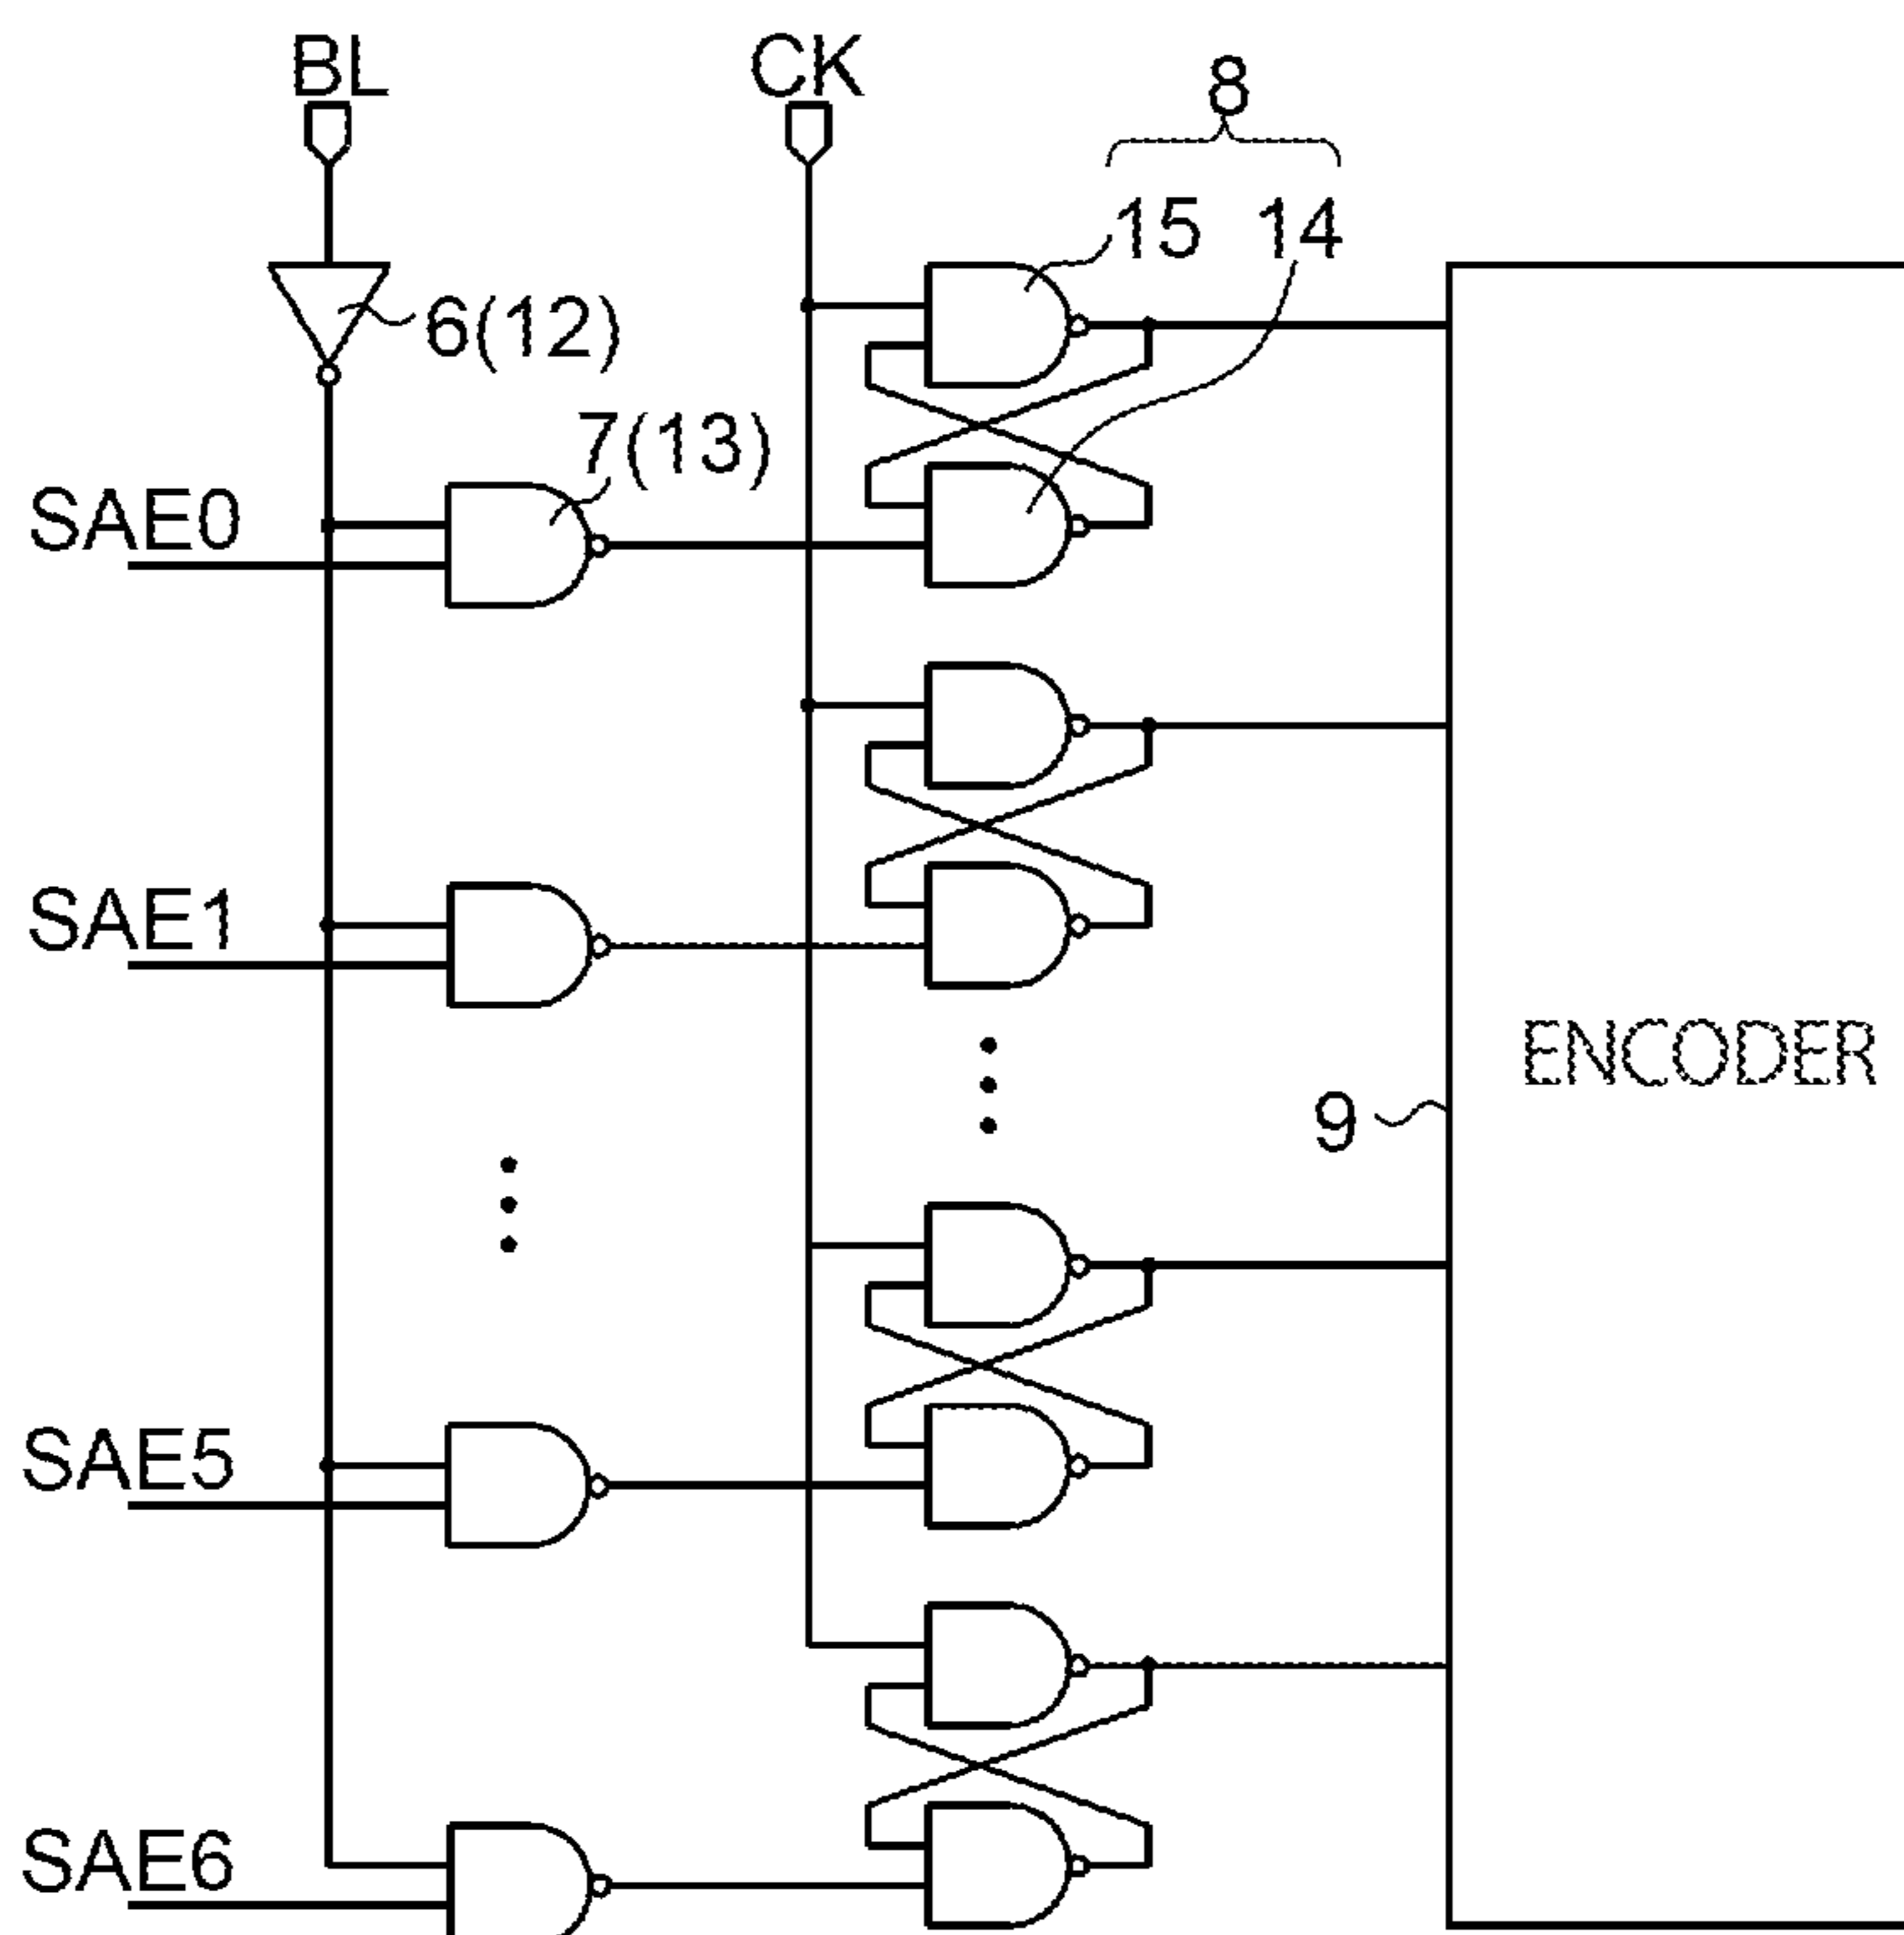 BL
CK
8
15 14
6(12)
7(13)
SAE0
SAE1
ENCODER
9
SAE5
SAE6